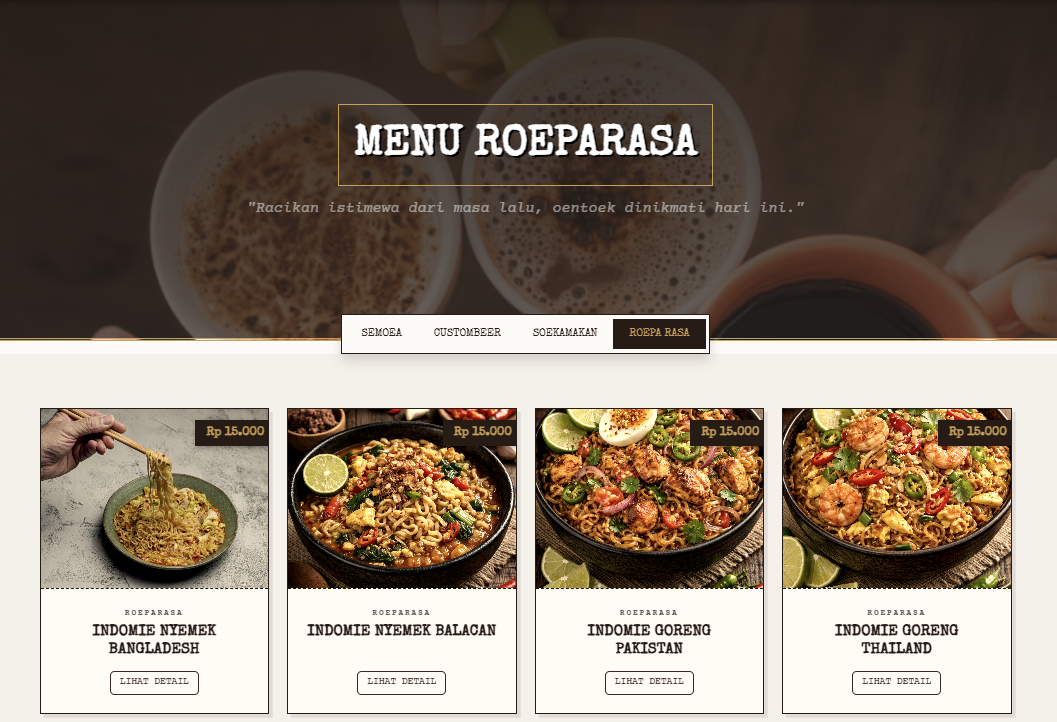 MENU ROEPARASA
"Racikan istimewa dari masa lalu, oentoek dinikmati hari ini."
SEMOEA CUSTOMBEER SOEKAMAKAN ROEPA RASA
Rp 15.000
ROEPARASA
INDOMIE NYEMEK
BANGLADESH
LIHAT DETAIL
Rp 15.000
ROEPARASA
INDOMIE NYEMEK BALACAN
LIHAT DETAIL
Rp 15.000
ROEPARASA
INDOMIE GORENG
PAKISTAN
LIHAT DETAIL
Rp 15.000
ROEPARASA
INDOMIE GORENG
THAILAND
LIHAT DETAIL